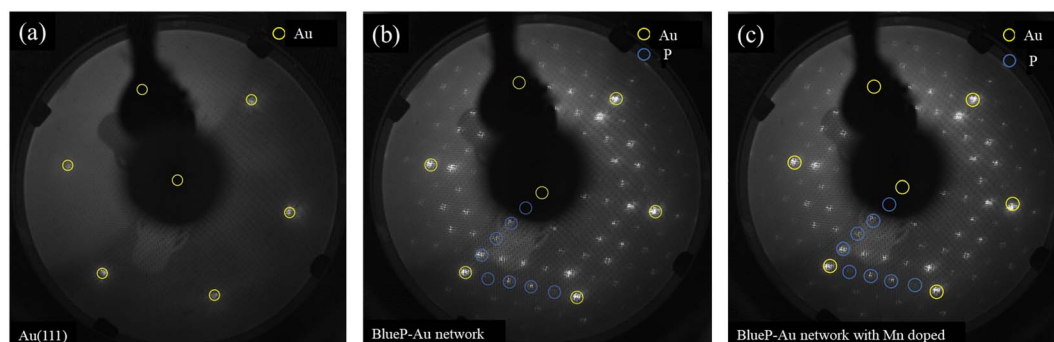 (a)
Au
Au(111)
(b)
Au
P
BlueP-Au network
(c)
Au
P
BlueP-Au network with Mn doped